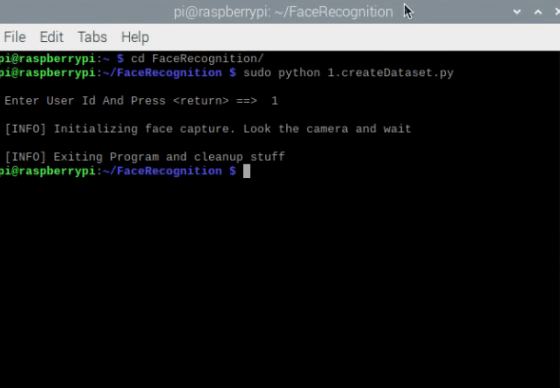 pi@raspberrypi: ~/FaceRecognition
File Edit Tabs Help
pi@raspberrypi:~ $ cd FaceRecognition/
pi@raspberrypi:~/FaceRecognition $ sudo python 1.createDataset.py
Enter User Id And Press <return> ==> 1
[INFO] Initializing face capture. Look the camera and wait
[INFO] Exiting Program and cleanup stuff
pi@raspberrypi:~/FaceRecognition $